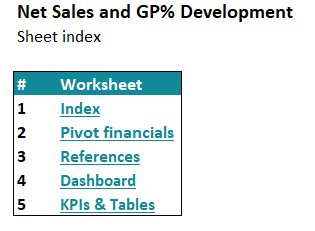 Net Sales and GP% Development
Sheet index
# Worksheet
1 Index
2 Pivot financials
3 References
4 Dashboard
5 KPIs & Tables